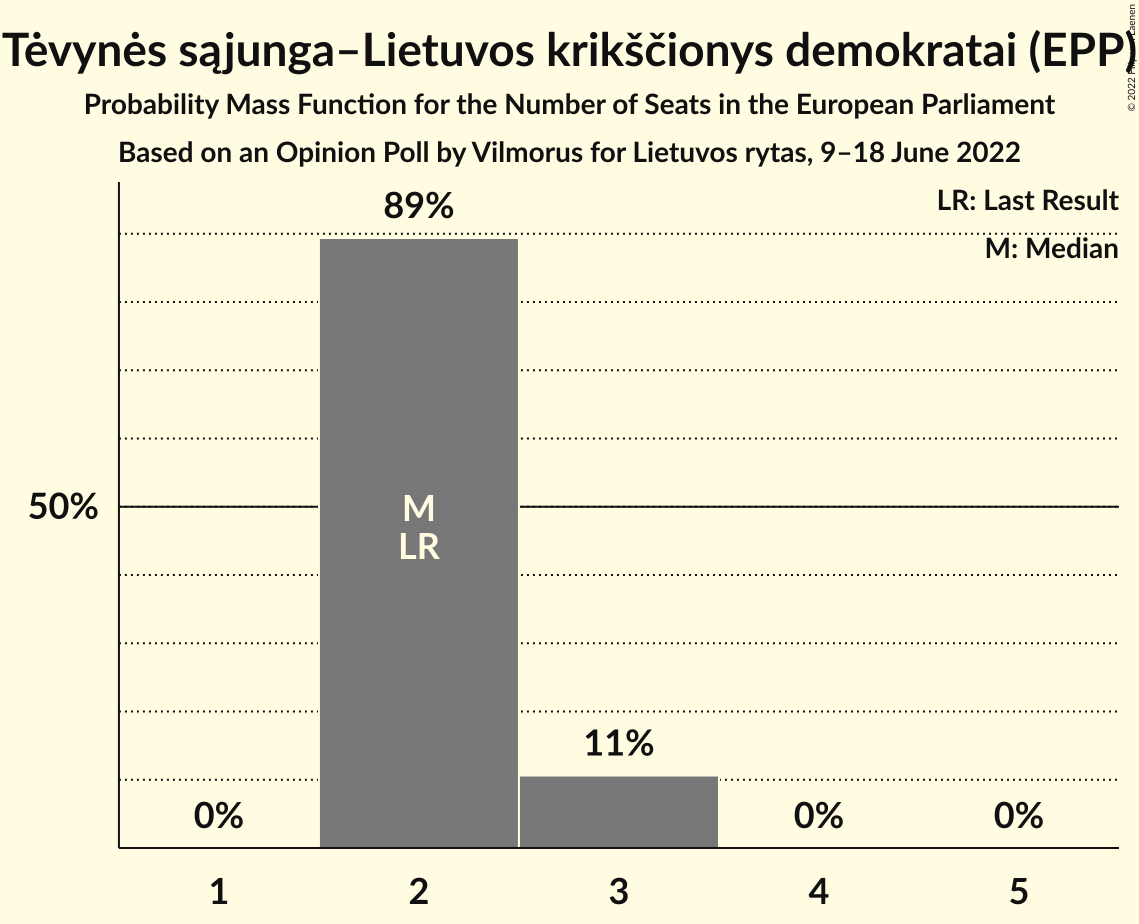 Tėvynės sąjunga–Lietuvos krikščionys demokratai (EPP)
Probability Mass Function for the Number of Seats in the European Parliament
Based on an Opinion Poll by Vilmorus for Lietuvos rytas, 9–18 June 2022
© 2022 Laenen
LR: Last Result
M: Median
89%
50%
M
LR
11%
0%
0%
0%
1
2
3
4
5